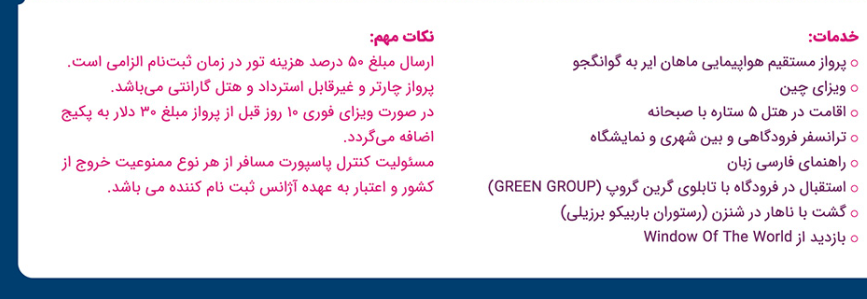 خدمات:
پرواز مستقیم هواپیمایی ماهان ایر به گوانگجو
ویزای چین
اقامت در هتل ۵ ستاره با صبحانه
ترانسفر فرودگاهی و بین شهری و نمایشگاه
راهنمای فارسی زبان
استقبال در فرودگاه با تابلوی گرین گروپ (GREEN GROUP)
گشت با ناهار در شنزن (رستوران باربیکو برزیلی)
بازدید از Window Of The World
نکات مهم:
ارسال مبلغ ۵۰ درصد هزینه تور در زمان ثبت‌نام الزامی است.
پرواز چارتر و غیرقابل استرداد و هتل گارانتی می‌باشد.
در صورت ویزای فوری ۱۰ روز قبل از پرواز مبلغ ۳۰ دلار به پکیج
اضافه می‌گردد.
مسئولیت کنترل پاسپورت مسافر از هر نوع ممنوعیت خروج از
کشور و اعتبار به عهده آژانس ثبت نام کننده می باشد.